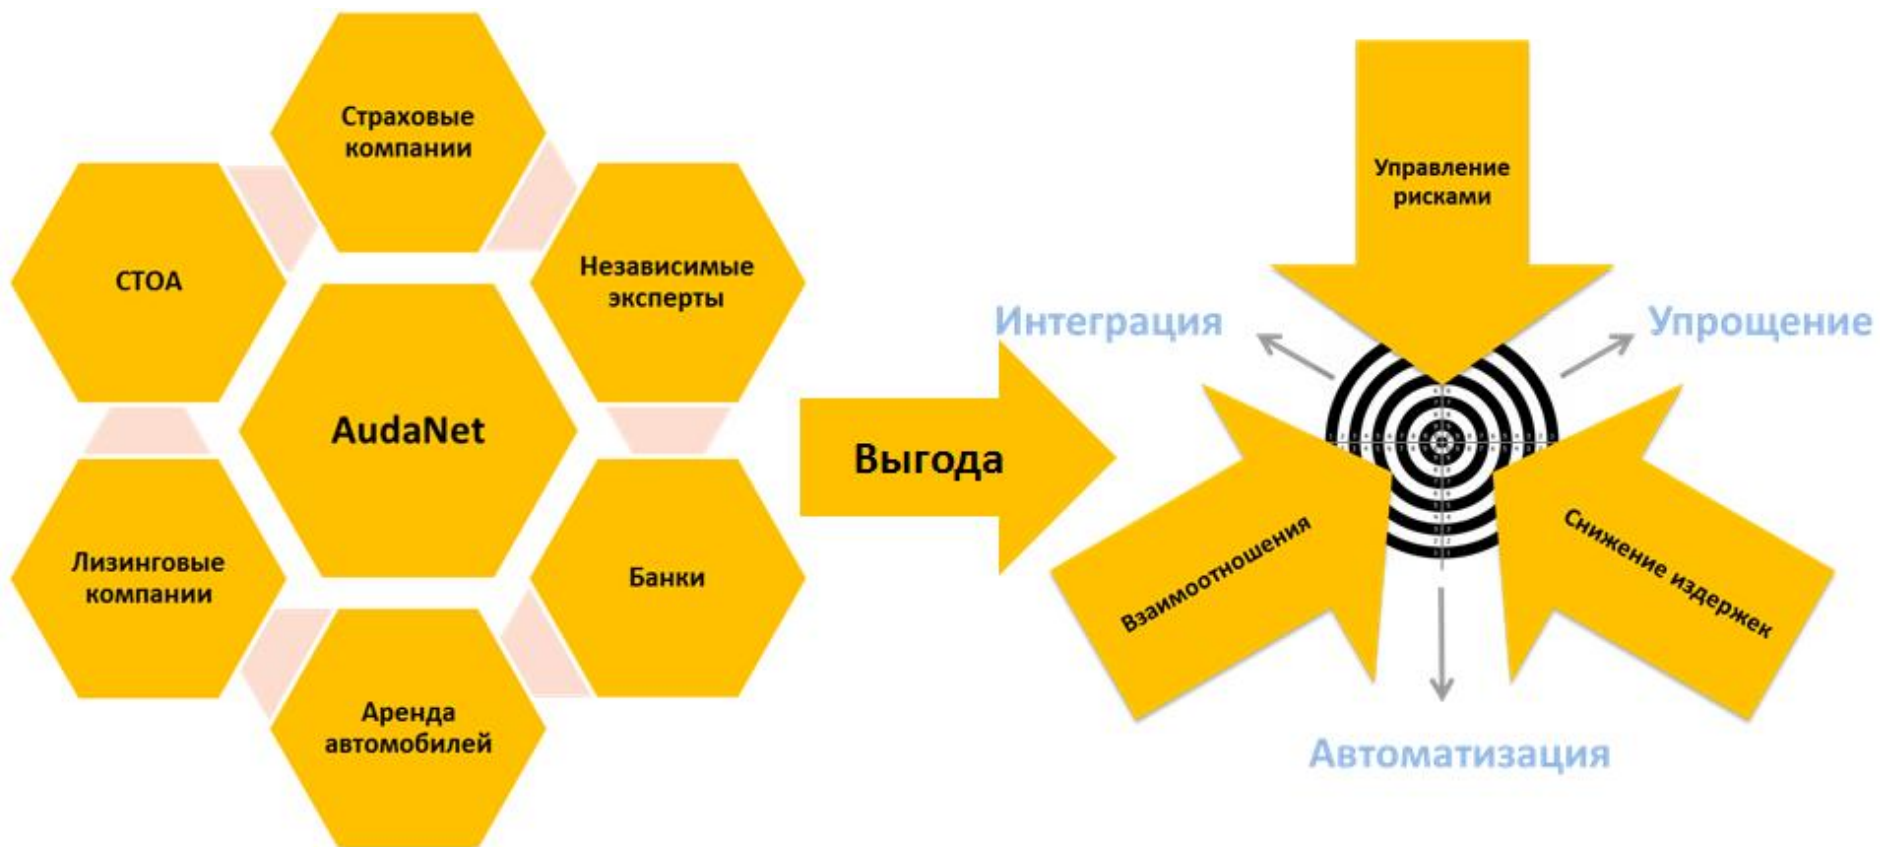 Страховые
компании
СТОА
Независимые
эксперты
AudaNet
Лизинговые
компании
Банки
Аренда
автомобилей
Выгода
Управление
рисками
Интеграция
Упрощение
Взаимоотношения
Снижение издержек
Автоматизация